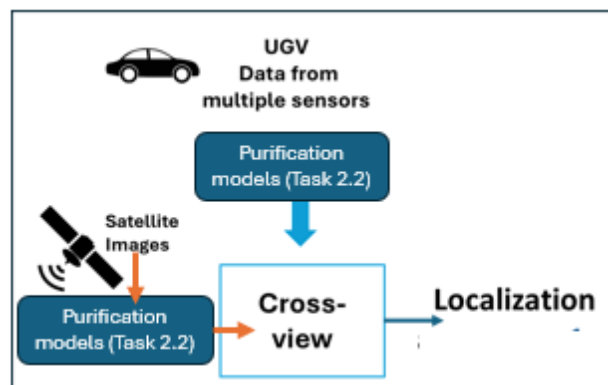 UGV
Data from
multiple sensors
Purification
models (Task 2.2)
Satellite
Images
Purification
models (Task 2.2)
Cross-
view
Localization